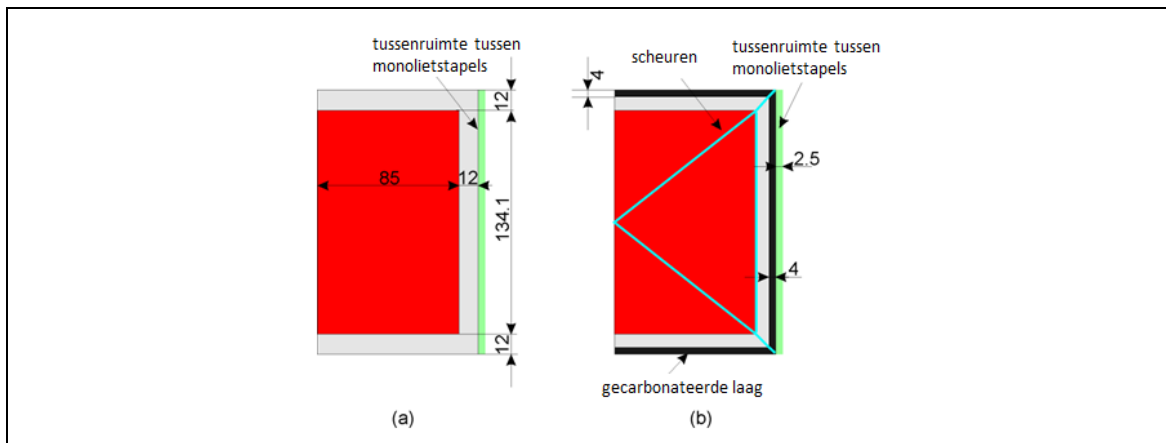 tussenruimte tussen
monolietstapels
12
85
12
134.1
12
(a)
scheuren
tussenruimte tussen
monolietstapels
4
2.5
4
gecarbonateerde laag
(b)